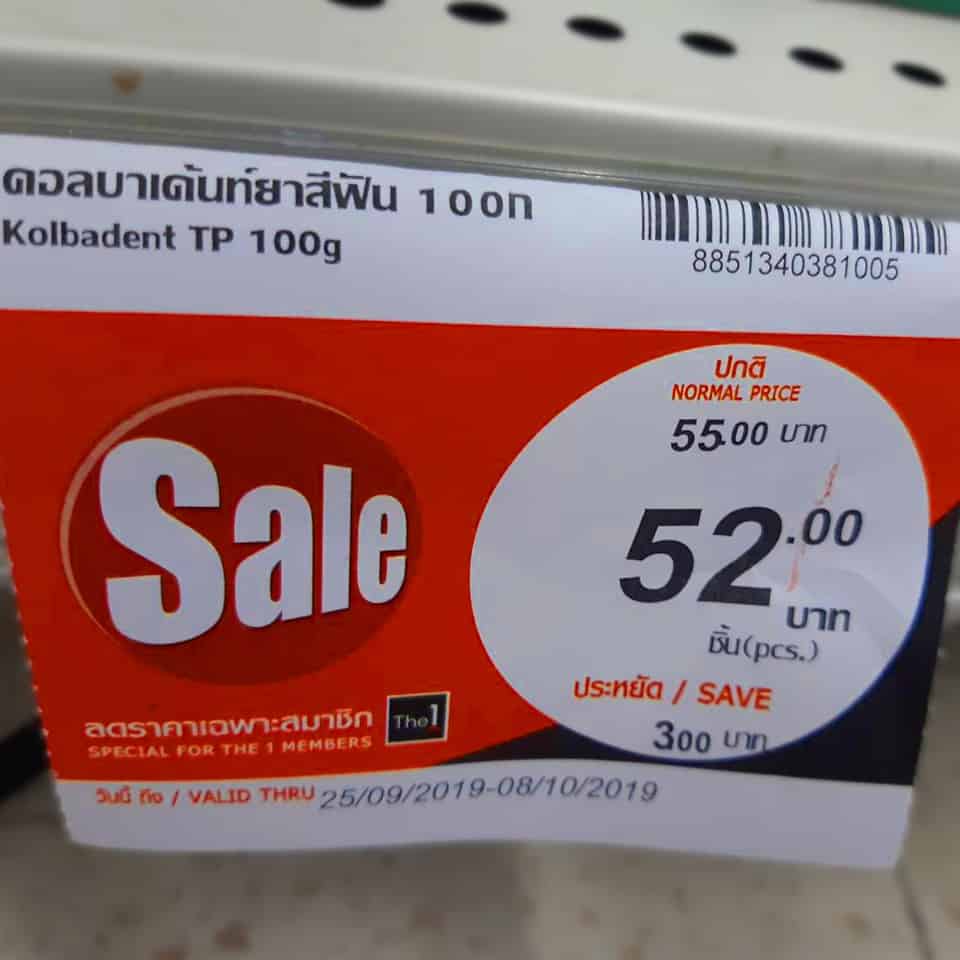 คอลบาเด้นท์ยาสีฟัน 100ก
Kolbadent TP 100g
8851340381005
Sale
ปกติ
NORMAL PRICE
55.00 บาท
52.00
บาท
ชิ้น(pcs.)
ประหยัด / SAVE
3.00 บาท
ลดราคาเฉพาะสมาชิก The1
SPECIAL FOR THE 1 MEMBERS
วันนี้ ถึง / VALID THRU 25/09/2019-08/10/2019